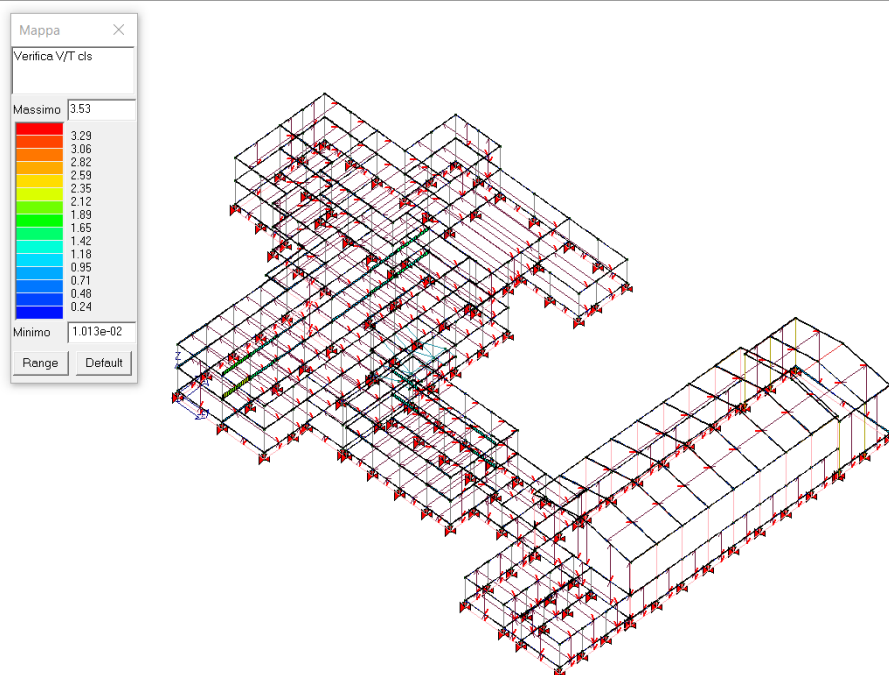 Mappa
Verifica V/T cls
Massimo 3.53
3.29
3.06
2.82
2.59
2.35
2.12
1.89
1.65
1.42
1.18
0.95
0.71
0.48
0.24
Minimo 1.013e-02
Range Default
Z